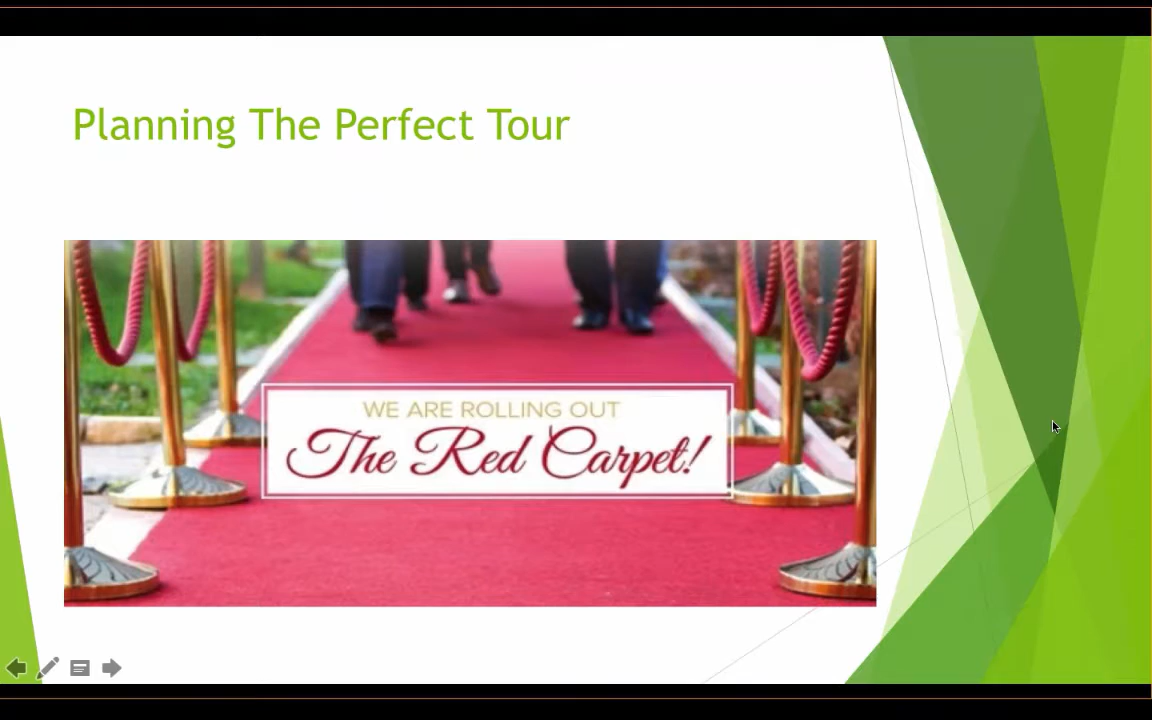 Planning The Perfect Tour
WE ARE ROLLING OUT
The Red Carpet!